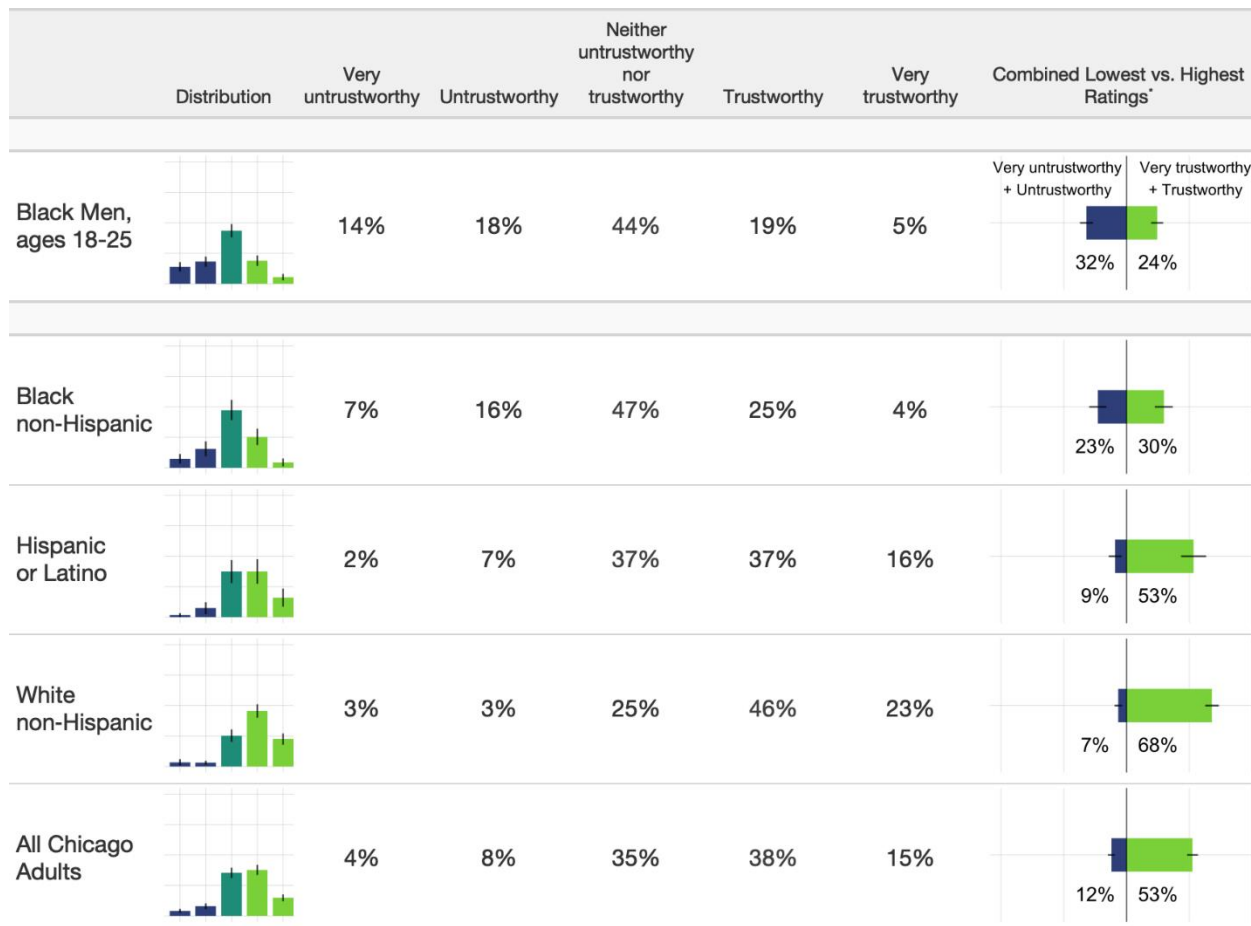 Distribution
Very
untrustworthy
Untrustworthy
Neither
untrustworthy
nor
trustworthy
Trustworthy
Very
trustworthy
Combined Lowest vs. Highest
Ratings*
Very untrustworthy
+ Untrustworthy
Very trustworthy
+ Trustworthy
Black Men,
ages 18-25
14%
18%
44%
19%
5%
32%
24%
Black
non-Hispanic
7%
16%
47%
25%
4%
23%
30%
Hispanic
or Latino
2%
7%
37%
37%
16%
9%
53%
White
non-Hispanic
3%
3%
25%
46%
23%
7%
68%
All Chicago
Adults
4%
8%
35%
38%
15%
12%
53%